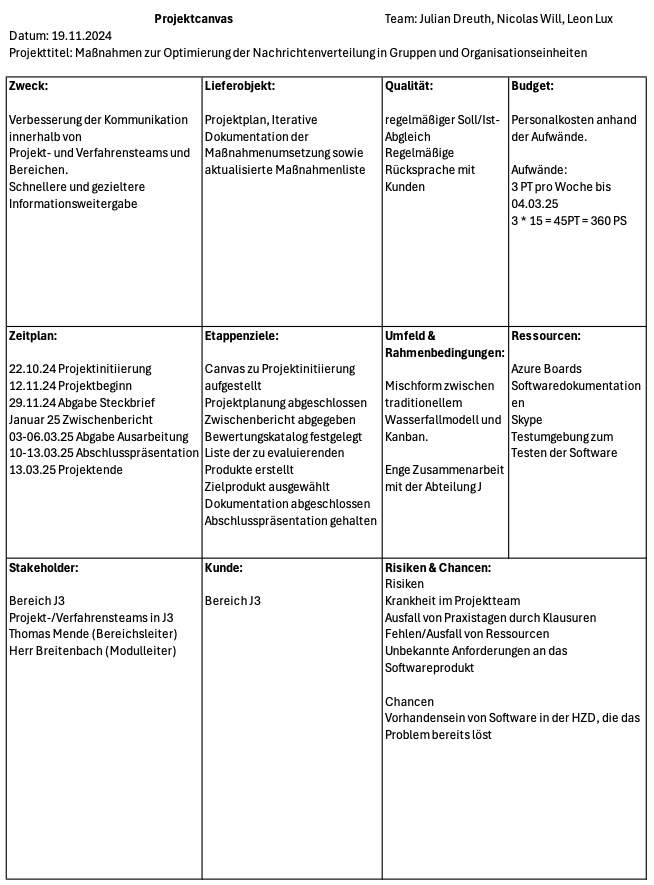 Projektcanvas
Team: Julian Dreuth, Nicolas Will, Leon Lux
Datum: 19.11.2024
Projekttitel: Maßnahmen zur Optimierung der Nachrichtenverteilung in Gruppen und Organisationseinheiten
Zweck:
Verbesserung der Kommunikation
innerhalb von
Projekt- und Verfahrensteams und
Bereichen.
Schnellere und gezieltere
Informationsweitergabe
Lieferobjekt:
Projektplan, Iterative
Dokumentation der
Maßnahmenumsetzung sowie
aktualisierte Maßnahmenliste
Qualität:
regelmäßiger Soll/Ist-
Abgleich
Regelmäßige
Rücksprache mit
Kunden
Budget:
Personalkosten anhand
der Aufwände.
Aufwände:
3 PT pro Woche bis
04.03.25
3 * 15 = 45PT = 360 PS
Zeitplan:
22.10.24 Projektinitiierung
12.11.24 Projektbeginn
29.11.24 Abgabe Steckbrief
Januar 25 Zwischenbericht
03-06.03.25 Abgabe Ausarbeitung
10-13.03.25 Abschlusspräsentation
13.03.25 Projektende
Etappenziele:
Canvas zu Projektinitiierung
aufgestellt
Projektplanung abgeschlossen
Zwischenbericht abgegeben
Bewertungskatalog festgelegt
Liste der zu evaluierenden
Produkte erstellt
Zielprodukt ausgewählt
Dokumentation abgeschlossen
Abschlusspräsentation gehalten
Umfeld &
Rahmenbedingungen:
Mischform zwischen
traditionellem
Wasserfallmodell und
Kanban.
Enge Zusammenarbeit
mit der Abteilung J
Ressourcen:
Azure Boards
Softwaredokumentation
en
Skype
Testumgebung zum
Testen der Software
Stakeholder:
Bereich J3
Projekt-/Verfahrensteams in J3
Thomas Mende (Bereichsleiter)
Herr Breitenbach (Modulleiter)
Kunde:
Bereich J3
Risiken & Chancen:
Risiken
Krankheit im Projektteam
Ausfall von Praxistagen durch Klausuren
Fehlen/Ausfall von Ressourcen
Unbekannte Anforderungen an das
Softwareprodukt
Chancen
Vorhandensein von Software in der HZD, die das
Problem bereits löst